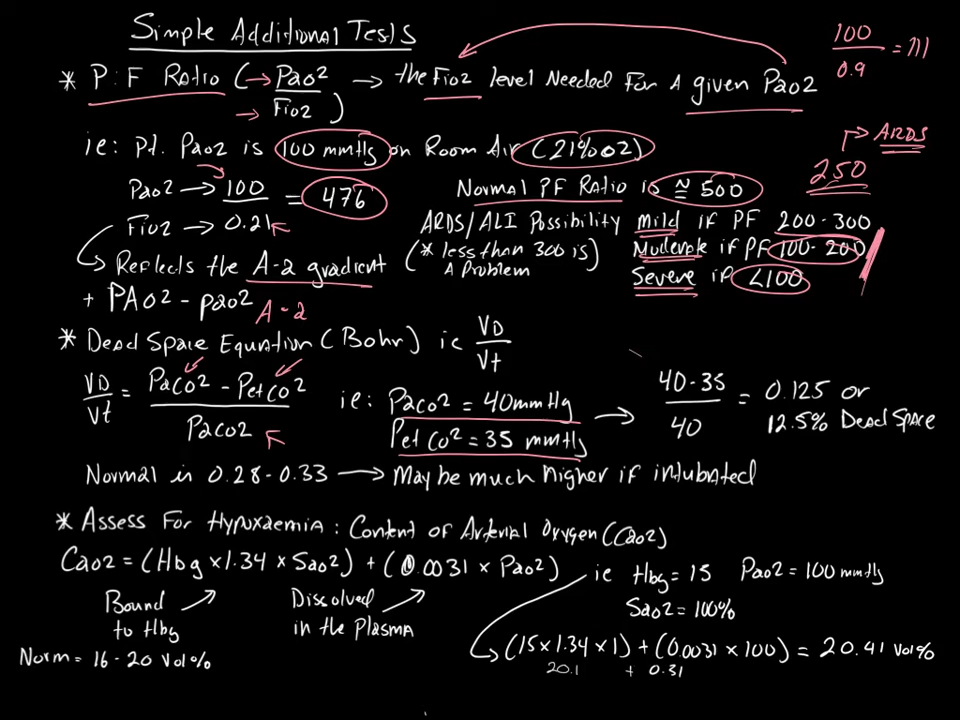 Simple Additional Tests
100 / 0.9 = 111
* P:F Ratio (→ PaO2 / → FiO2) → the FiO2 level Needed For A given PaO2
ie: Pt. PaO2 is 100 mmHg on Room Air (21% O2)
→ ARDS
250
PaO2 → 100 = 476
FiO2 → 0.21
Normal PF Ratio is ≅ 500
ARDS/ALI Possibility Mild if PF 200-300
(* less than 300 is A Problem) Moderate if PF 100-200
Severe if <100
Reflects the A-a gradient
+ PAO2 - PaO2 A-a
* Dead Space Equation (Bohr) ie VD / Vt
VD / Vt = PaCO2 - PetCO2 / PaCO2
ie: PaCO2 = 40mmHg
PetCO2 = 35 mmHg
→ 40-35 / 40 = 0.125 or
12.5% Dead Space
Normal is 0.28-0.33 → May be much higher if intubated
* Assess For Hypoxaemia: Content of Arterial Oxygen (CaO2)
CaO2 = (Hbg x 1.34 x SaO2) + (0.0031 x PaO2)
ie Hbg = 15 PaO2 = 100 mmHg
SaO2 = 100%
Bound to Hbg
Dissolved in the Plasma
(15 x 1.34 x 1) + (0.0031 x 100) = 20.41 vol%
20.1 + 0.31
Norm = 16-20 Vol%